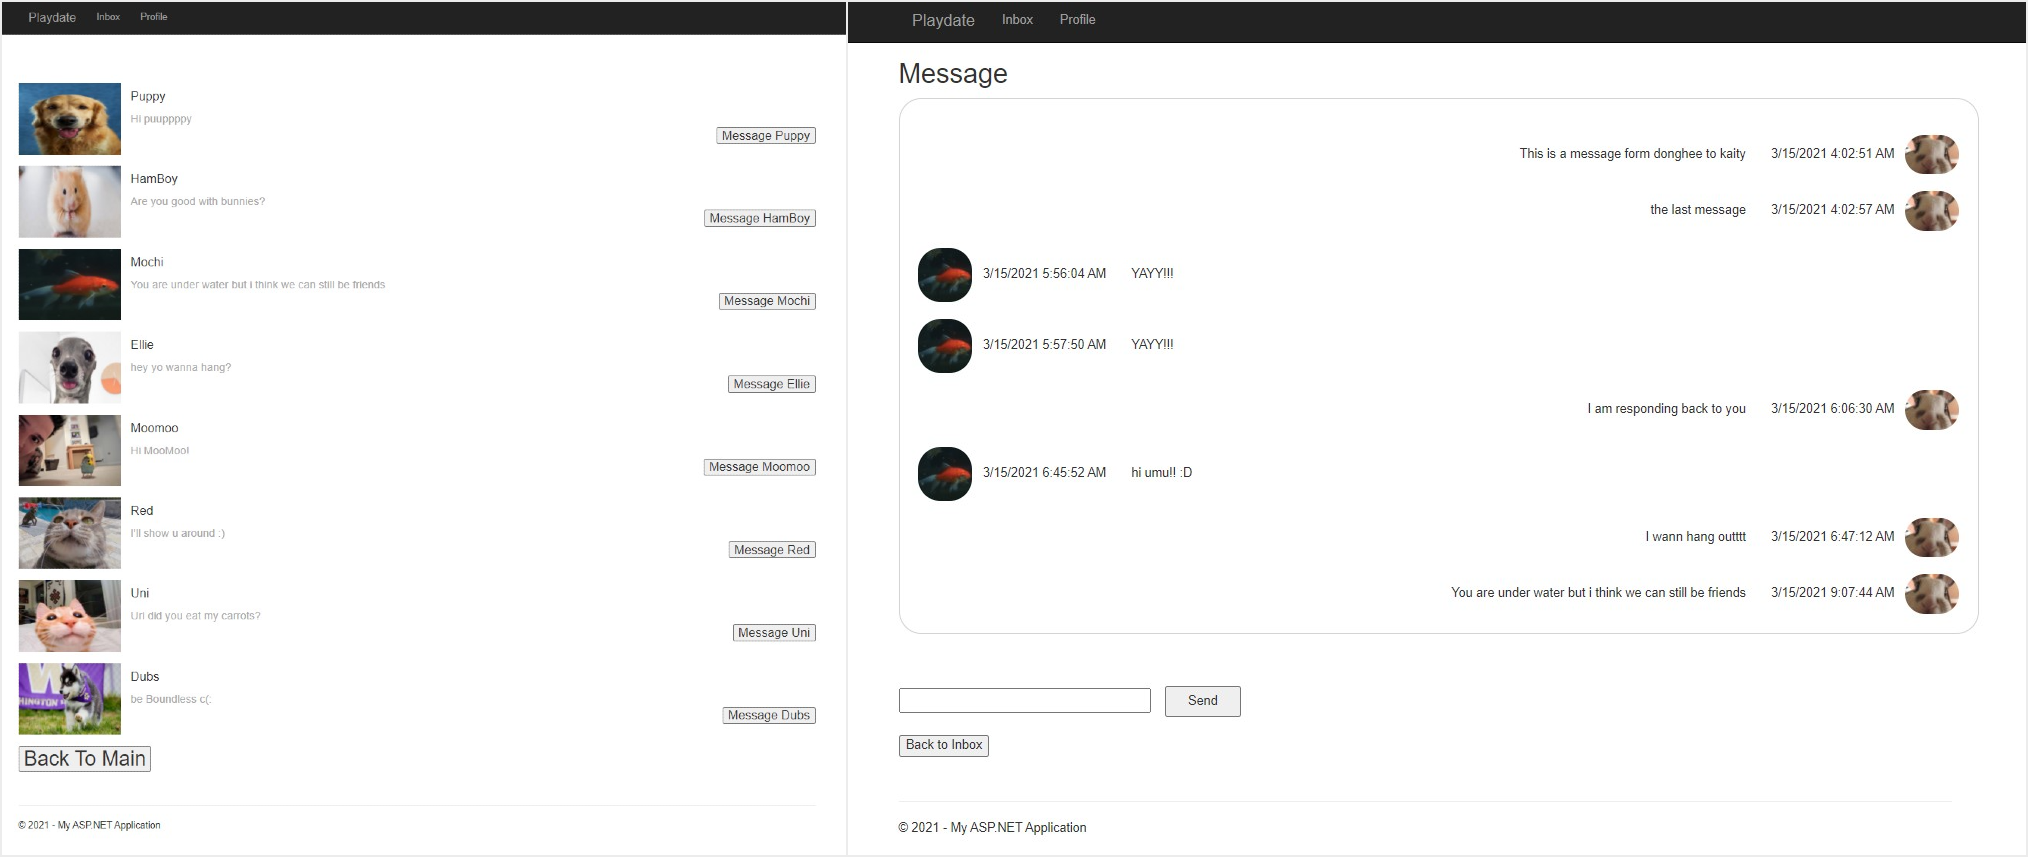 Playdate Inbox Profile
Puppy
Hi puuppppy
Message Puppy
HamBoy
Are you good with bunnies?
Message HamBoy
Mochi
You are under water but i think we can still be friends
Message Mochi
Ellie
hey yo wanna hang?
Message Ellie
Moomoo
Hi MooMoo!
Message Moomoo
Red
I'll show u around :)
Message Red
Uni
Uri did you eat my carrots?
Message Uni
Dubs
be Boundless c(:
Message Dubs
W
HINGTON
Back To Main
© 2021 - My ASP.NET Application
Playdate Inbox Profile
Message
This is a message form donghee to kaity 3/15/2021 4:02:51 AM
the last message 3/15/2021 4:02:57 AM
3/15/2021 5:56:04 AM YAYY!!!
3/15/2021 5:57:50 AM YAYY!!!
I am responding back to you 3/15/2021 6:06:30 AM
3/15/2021 6:45:52 AM hi umu!! :D
I wann hang outttt 3/15/2021 6:47:12 AM
You are under water but i think we can still be friends 3/15/2021 9:07:44 AM
Send
Back to Inbox
© 2021 - My ASP.NET Application